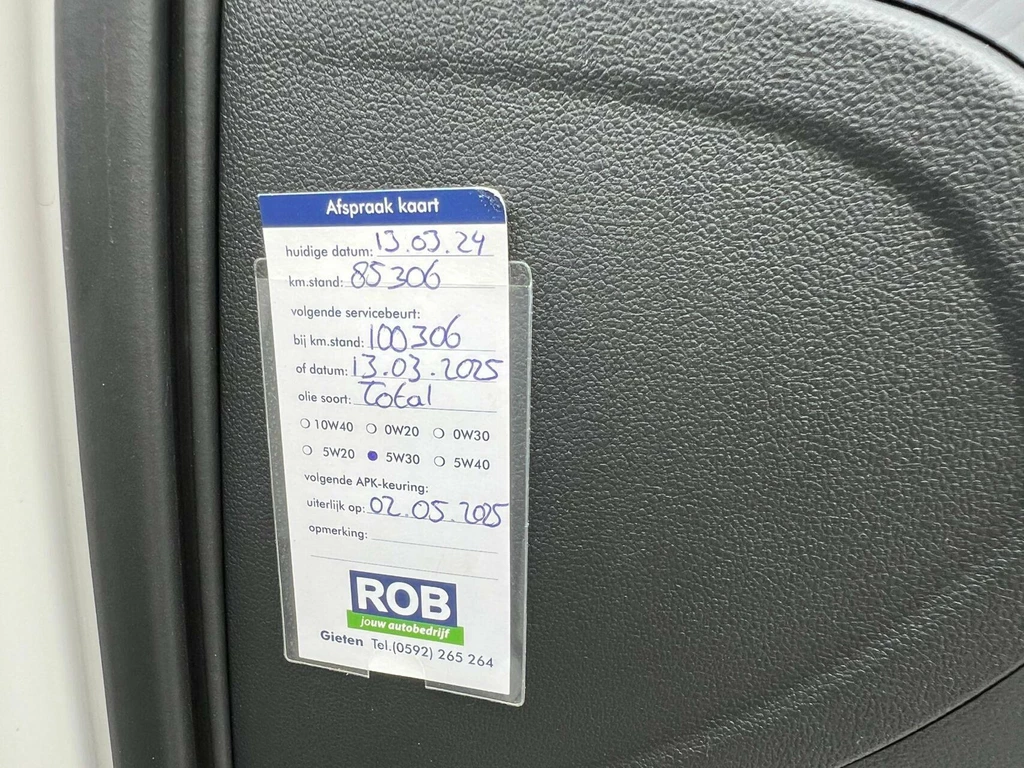 Afspraak kaart
huidige datum: 13.03.24
km.stand: 85306
volgende servicebeurt:
bij km.stand: 100306
of datum: 13.03.2025
olie soort: Total
10W40 0W20 0W30
5W20 5W30 5W40
volgende APK-keuring:
uiterlijk op: 02.05.2025
opmerking:
ROB
jouw autobedrijf
Gieten Tel.(0592) 265 264